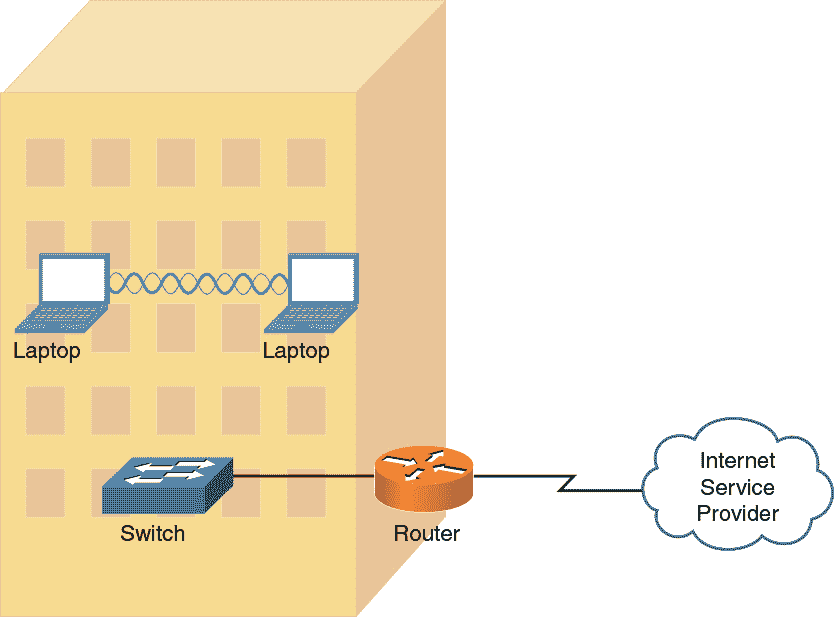 Laptop
Laptop
Switch
Router
Internet
Service
Provider